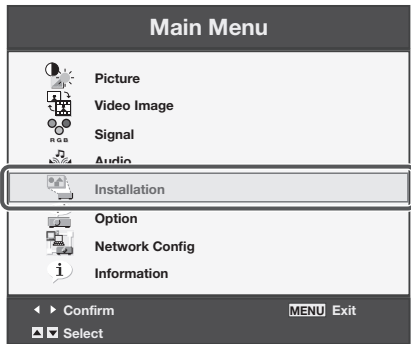 Main Menu
Picture
Video Image
RGB Signal
Audio
Installation
Option
Network Config
i Information
Confirm MENU Exit
Select